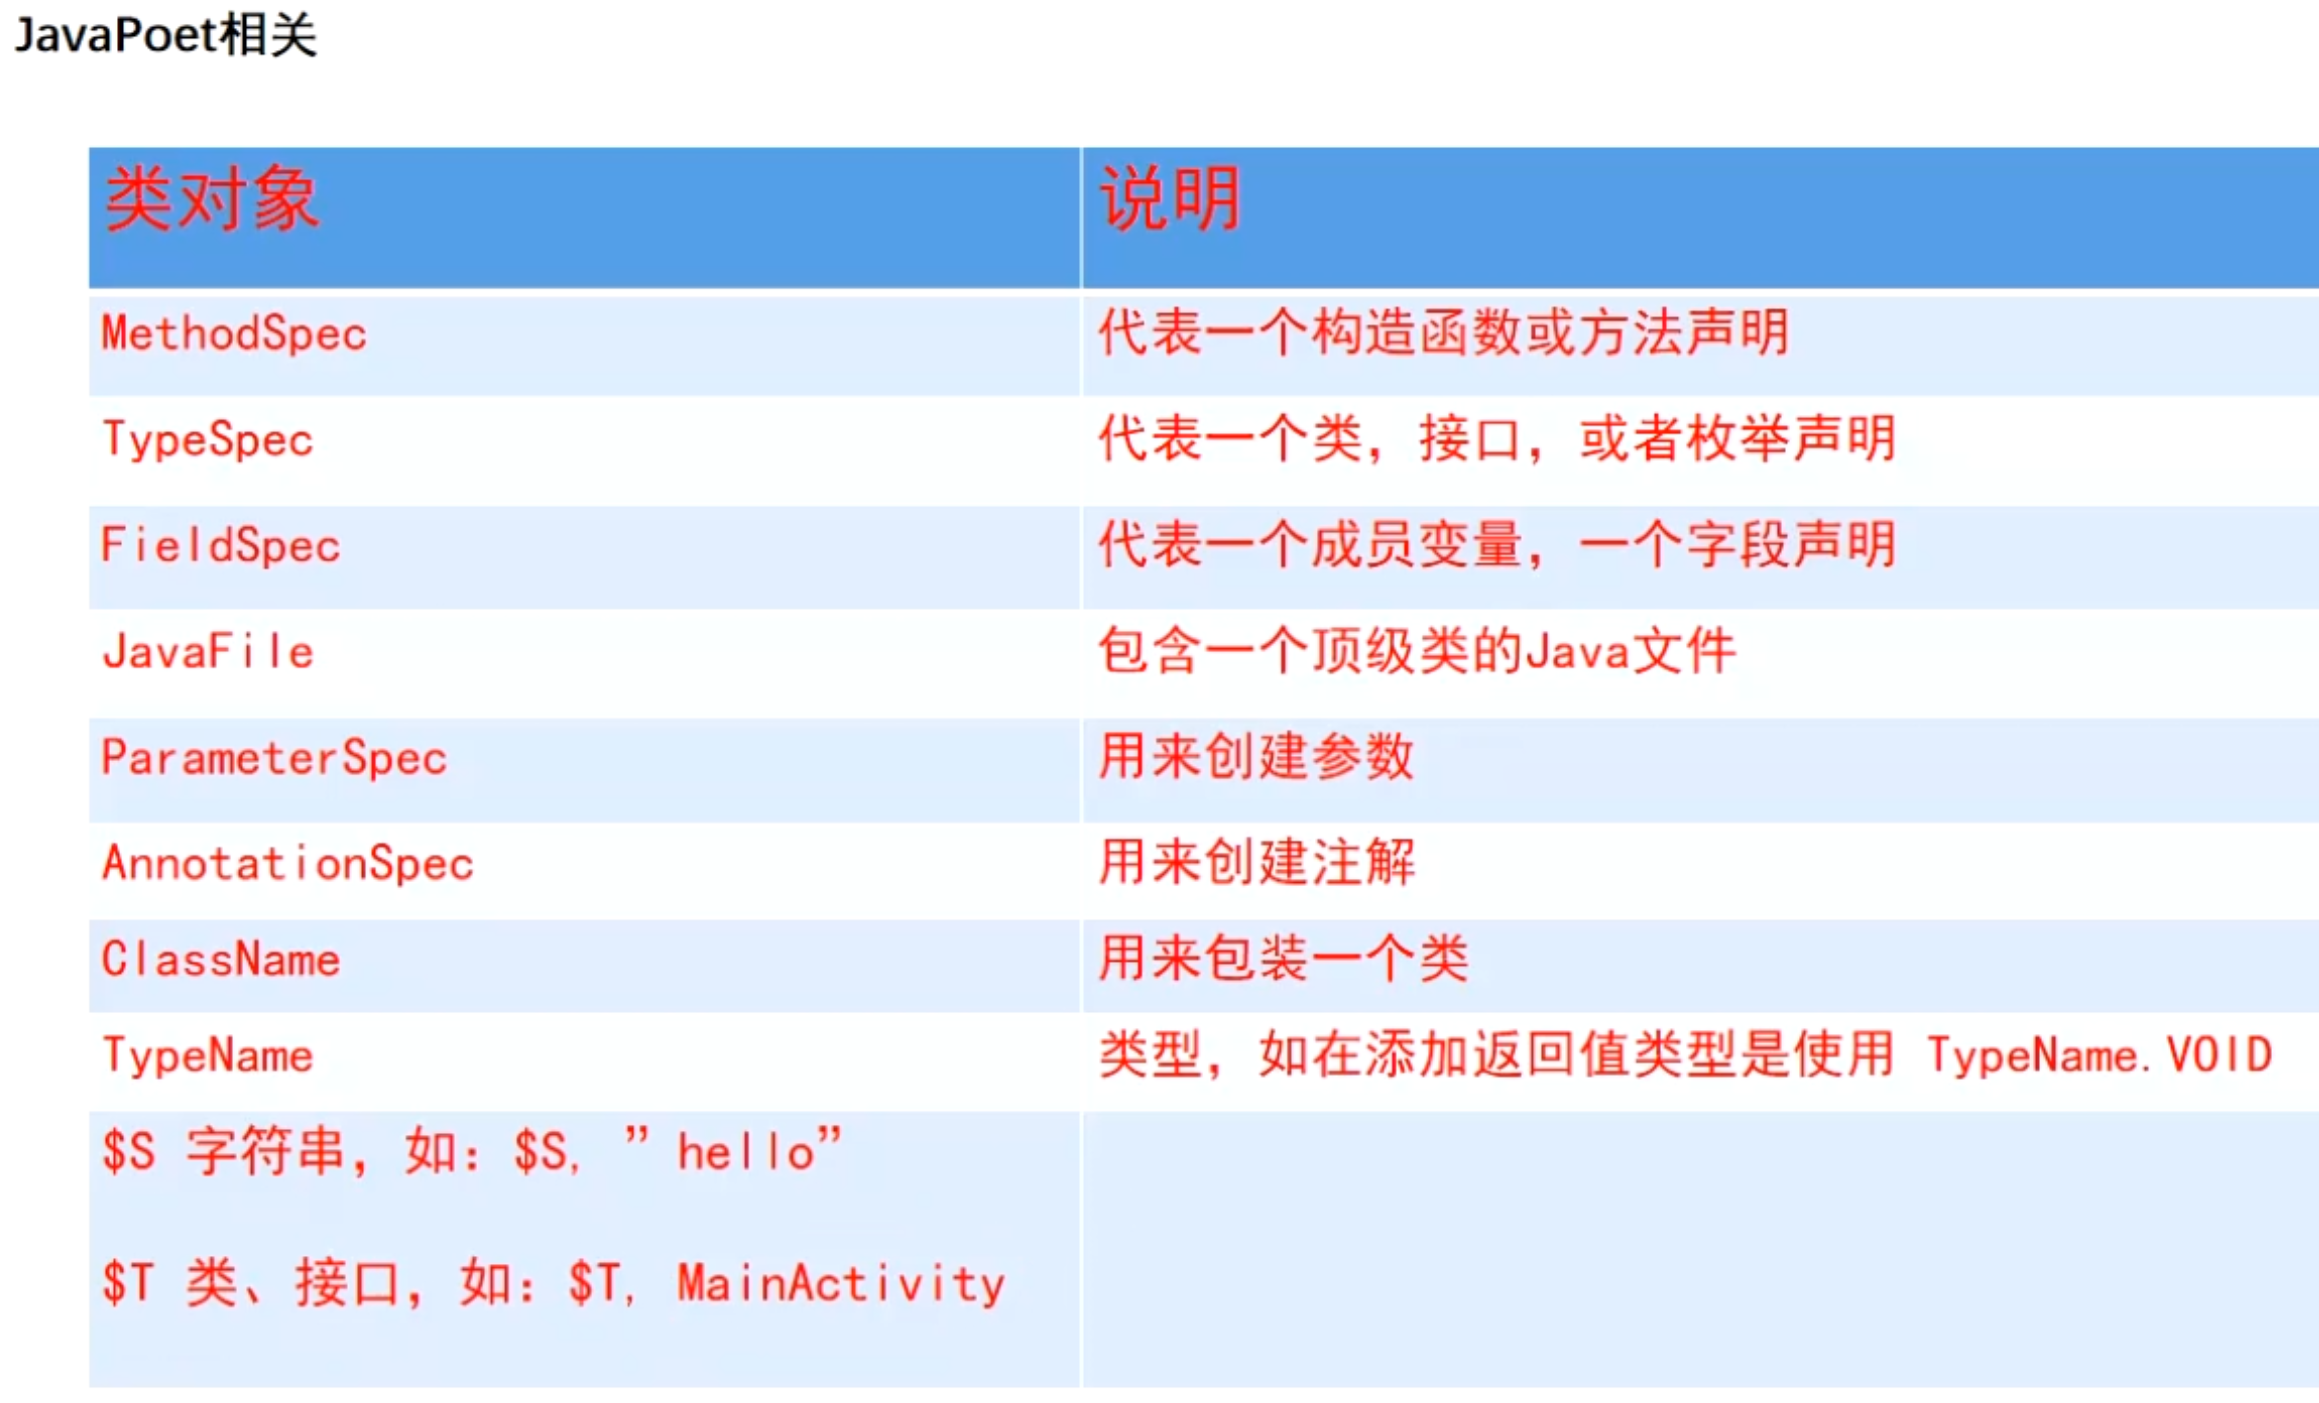 JavaPoet相关
类对象 说明
MethodSpec 代表一个构造函数或方法声明
TypeSpec 代表一个类，接口，或者枚举声明
FieldSpec 代表一个成员变量，一个字段声明
JavaFile 包含一个顶级类的Java文件
ParameterSpec 用来创建参数
AnnotationSpec 用来创建注解
ClassName 用来包装一个类
TypeName 类型，如在添加返回值类型是使用 TypeName.VOID
$S 字符串，如：$S, ”hello”
$T 类、接口，如：$T, MainActivity